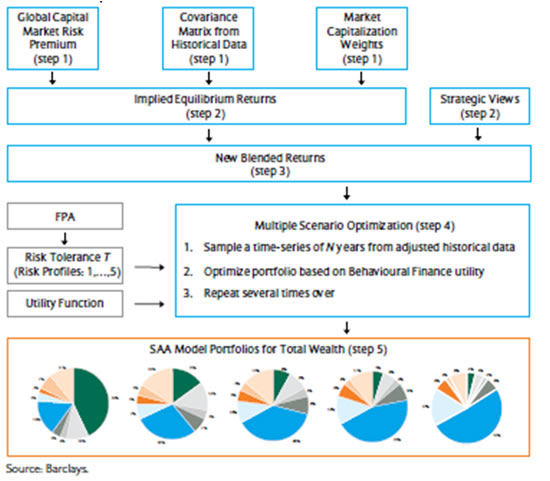 Global Capital
Market Risk
Premium
(step 1)
Covariance
Matrix from
Historical Data
(step 1)
Market
Capitalization
Weights
(step 1)
Implied Equilibrium Returns
(step 2)
Strategic Views
(step 2)
New Blended Returns
(step 3)
FPA
Risk Tolerance T
(Risk Profiles: 1,...,5)
Utility Function
Multiple Scenario Optimization (step 4)
1. Sample a time-series of N years from adjusted historical data
2. Optimize portfolio based on Behavioural Finance utility
3. Repeat several times over
SAA Model Portfolios for Total Wealth (step 5)
Source: Barclays.